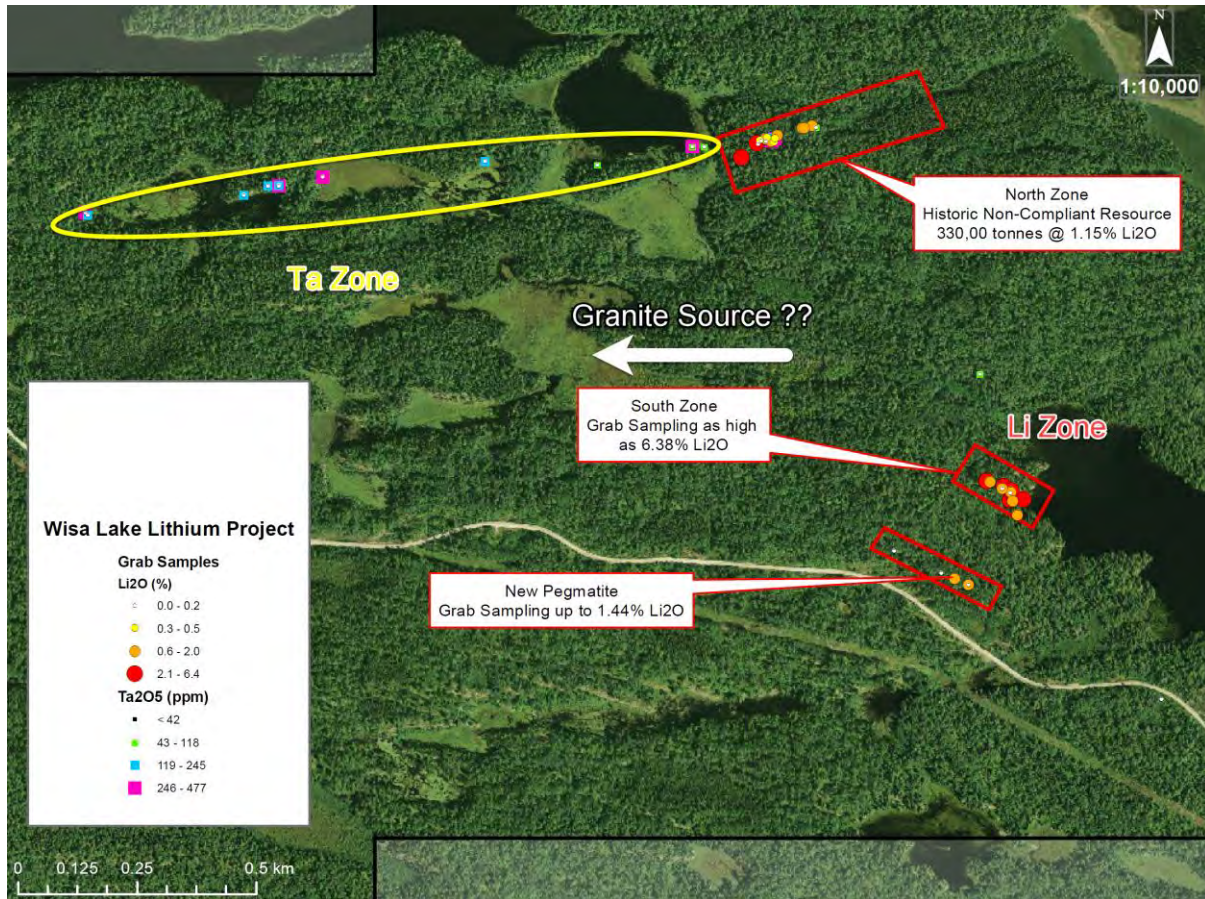 N
1:10,000
North Zone
Historic Non-Compliant Resource
330,00 tonnes @ 1.15% Li2O
Ta Zone
Granite Source ??
South Zone
Grab Sampling as high
as 6.38% Li2O
Li Zone
New Pegmatite
Grab Sampling up to 1.44% Li2O
Wisa Lake Lithium Project
Grab Samples
Li2O (%)
0.0 - 0.2
0.3 - 0.5
0.6 - 2.0
2.1 - 6.4
Ta2O5 (ppm)
< 42
43 - 118
119 - 245
246 - 477
0 0.125 0.25 0.5 km